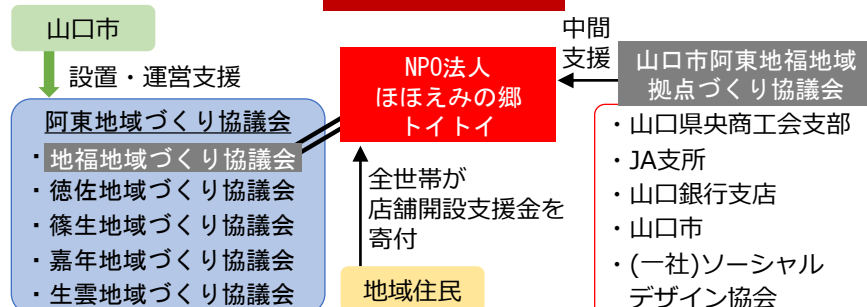 山口市
設置・運営支援
阿東地域づくり協議会
・地福地域づくり協議会
・徳佐地域づくり協議会
・篠生地域づくり協議会
・嘉年地域づくり協議会
・生雲地域づくり協議会
NPO法人
ほほえみの郷
トイトイ
全世帯が
店舗開設支援金を
寄付
地域住民
中間
支援
山口市阿東地福地域
拠点づくり協議会
・山口県央商工会支部
・JA支所
・山口銀行支店
・山口市
・(一社)ソーシャル
デザイン協会